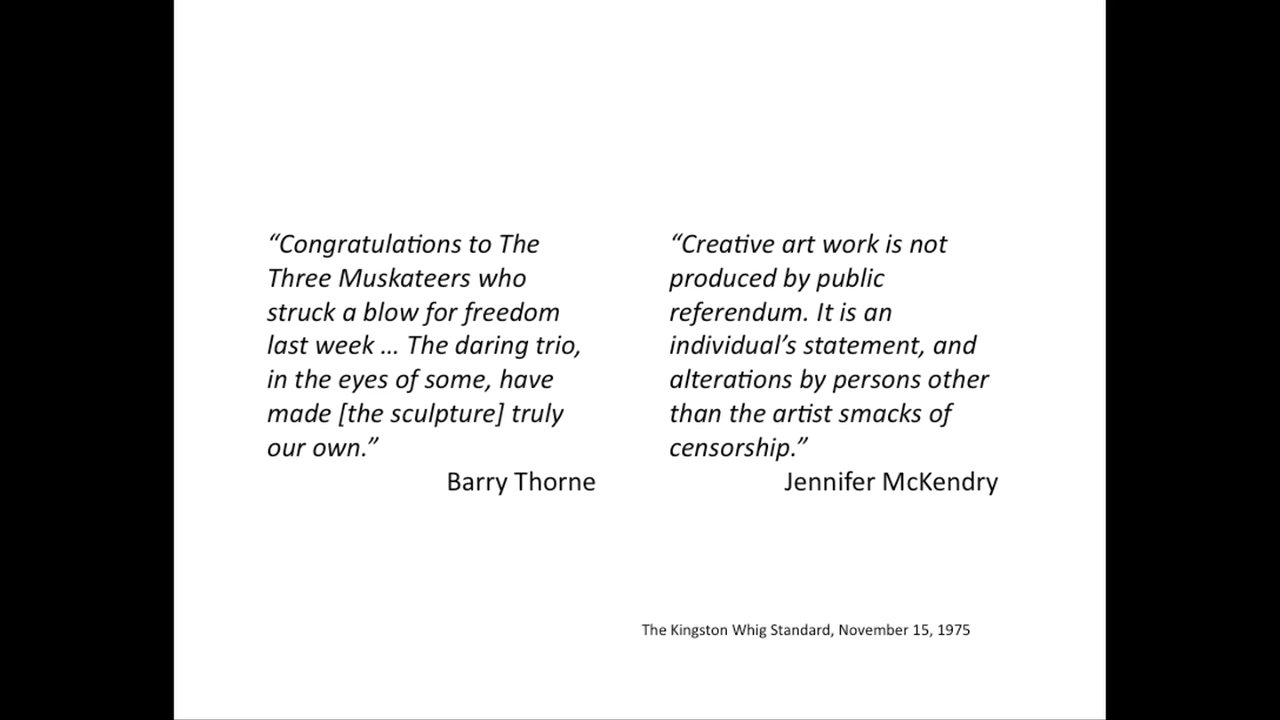 “Congratulations to The
Three Muskateers who
struck a blow for freedom
last week … The daring trio,
in the eyes of some, have
made [the sculpture] truly
our own.”
Barry Thorne
“Creative art work is not
produced by public
referendum. It is an
individual’s statement, and
alterations by persons other
than the artist smacks of
censorship.”
Jennifer McKendry
The Kingston Whig Standard, November 15, 1975